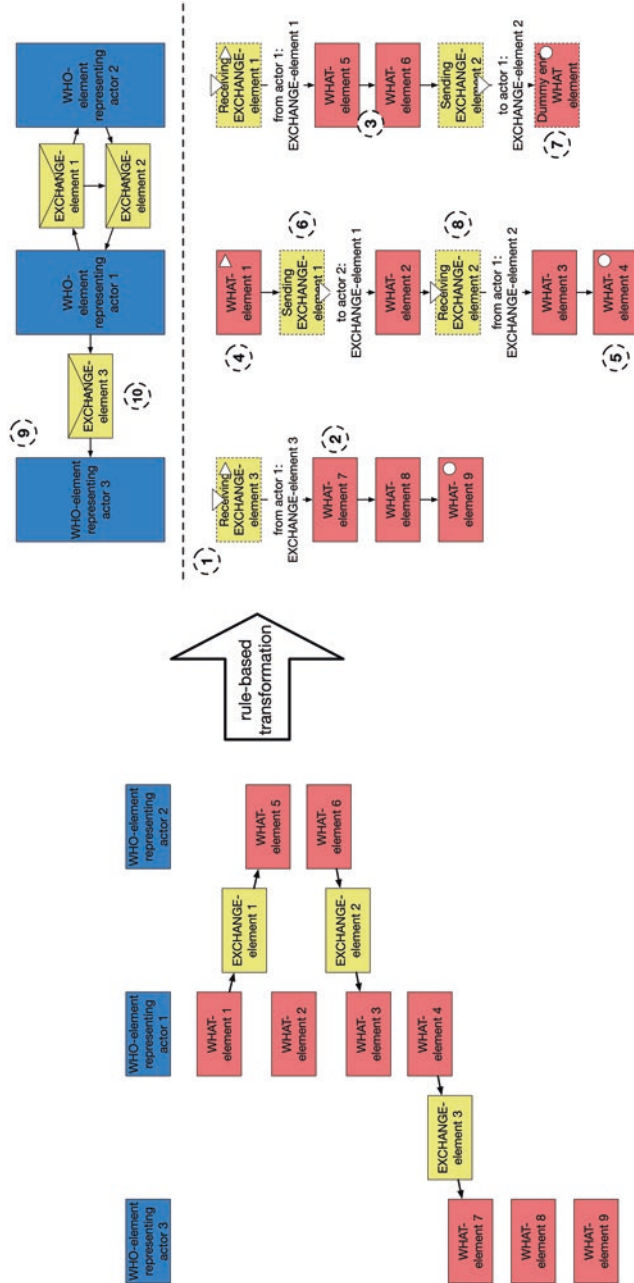 WHO-element
representing
actor 3
WHO-element
representing
actor 1
WHO-element
representing
actor 2
WHAT-
element 1
EXCHANGE-
element 1
WHAT-
element 5
WHAT-
element 2
WHAT-
element 6
EXCHANGE-
element 2
WHAT-
element 3
WHAT-
element 4
EXCHANGE-
element 3
WHAT-
element 7
WHAT-
element 8
WHAT-
element 9
rule-based
transformation
9
WHO-element
representing
actor 3
EXCHANGE-
element 3
10
WHO-
element
representing
actor 1
EXCHANGE-
element 1
EXCHANGE-
element 2
WHO-element
representing
actor 2
1
Receiving
EXCHANGE-
element 3
from actor 1:
EXCHANGE-element 3
2
WHAT-
element 7
WHAT-
element 8
WHAT-
element 9
4
WHAT-
element 1
6
Sending
EXCHANGE-
element 1
to actor 2:
EXCHANGE-element 1
WHAT-
element 2
8
Receiving
EXCHANGE-
element 2
from actor 1:
EXCHANGE-element 2
WHAT-
element 3
5
WHAT-
element 4
Receiving
EXCHANGE-
element 1
from actor 1:
EXCHANGE-element 1
WHAT-
element 5
3
WHAT-
element 6
Sending
EXCHANGE-
element 2
to actor 1:
EXCHANGE-element 2
7
Dummy end
WHAT
element